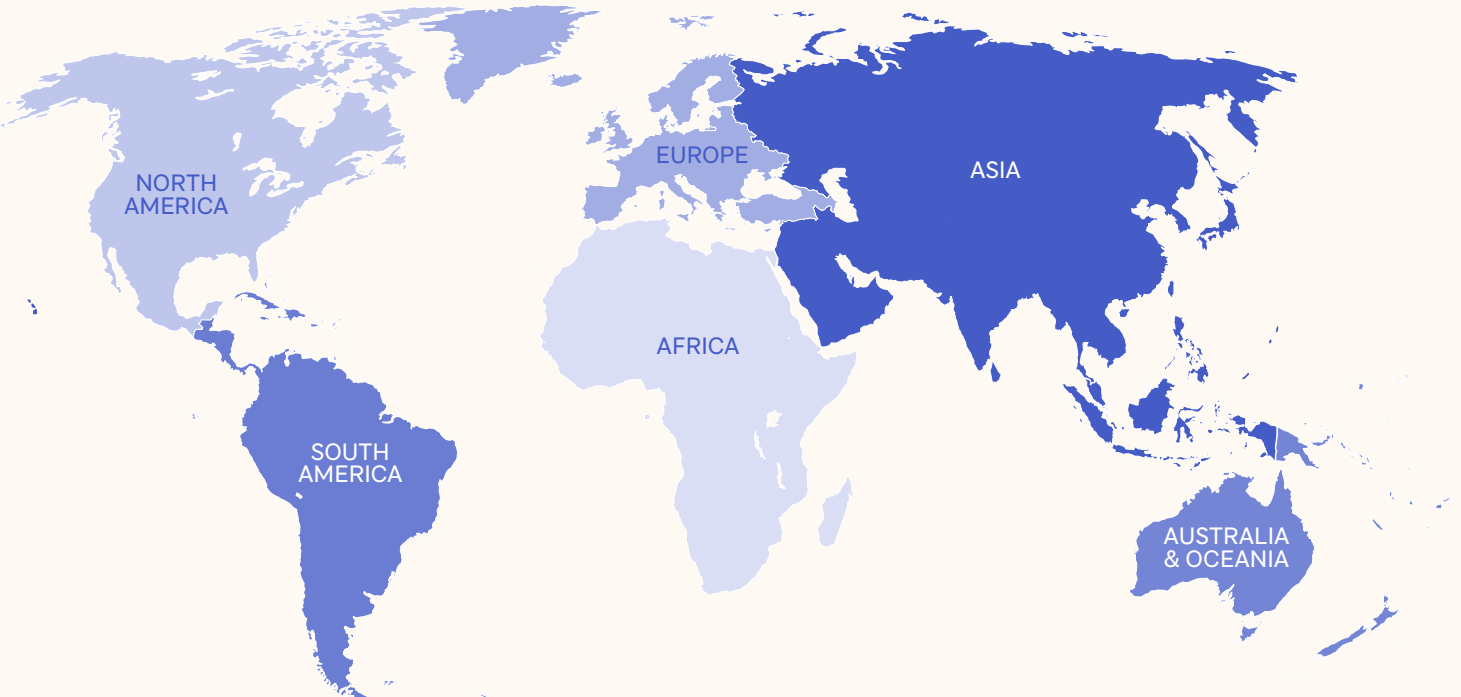 NORTH
AMERICA
EUROPE
ASIA
AFRICA
SOUTH
AMERICA
AUSTRALIA
& OCEANIA